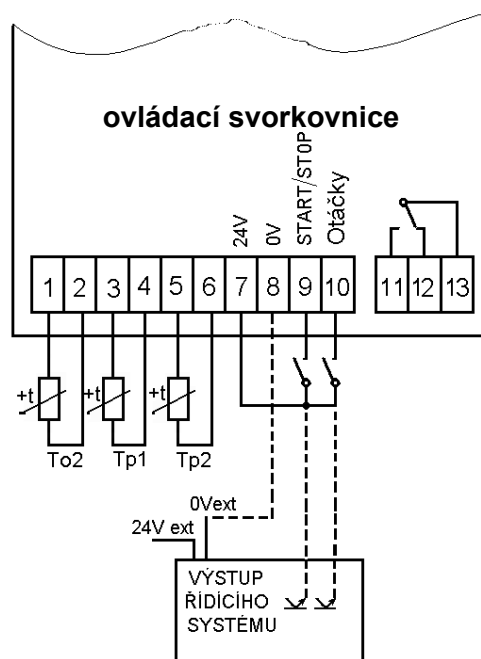 ovládací svorkovnice
24V
0V
START/STOP
Otáčky
1 2 3 4 5 6 7 8 9 10 11 12 13
+t +t +t
To2 Tp1 Tp2
0Vext
24V ext
VÝSTUP
ŘÍDÍCÍHO
SYSTÉMU